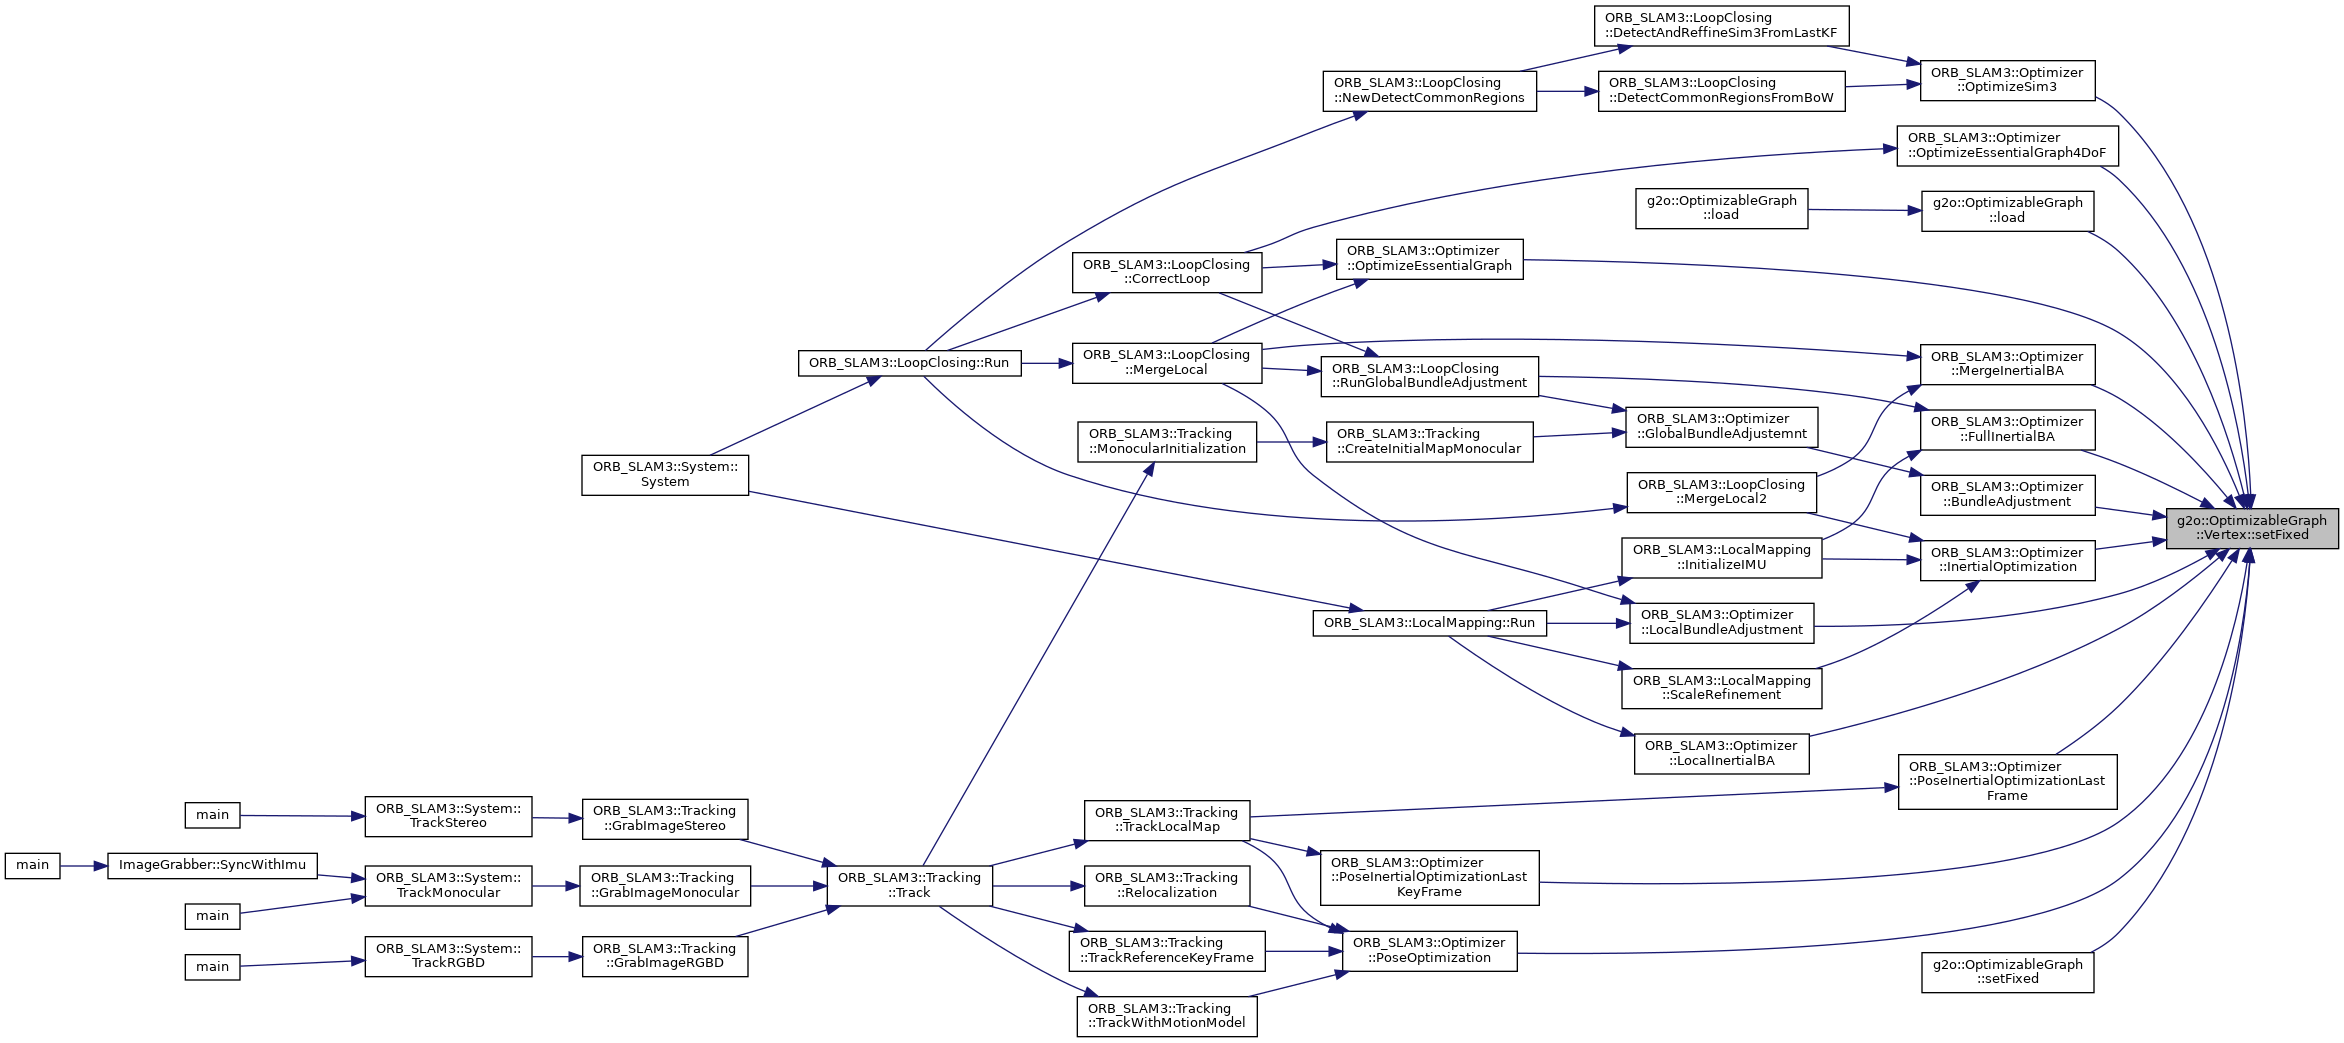 ORB_SLAM3::LoopClosing
::DetectAndReffineSim3FromLastKF
ORB_SLAM3::Optimizer
::OptimizeSim3
ORB_SLAM3::LoopClosing
::NewDetectCommonRegions
ORB_SLAM3::LoopClosing
::DetectCommonRegionsFromBoW
ORB_SLAM3::Optimizer
::OptimizeEssentialGraph4DoF
g2o::OptimizableGraph
::load
g2o::OptimizableGraph
::load
ORB_SLAM3::LoopClosing
::CorrectLoop
ORB_SLAM3::Optimizer
::OptimizeEssentialGraph
ORB_SLAM3::LoopClosing::Run
ORB_SLAM3::LoopClosing
::MergeLocal
ORB_SLAM3::LoopClosing
::RunGlobalBundleAdjustment
ORB_SLAM3::Optimizer
::MergeInertialBA
ORB_SLAM3::Optimizer
::GlobalBundleAdjustemnt
ORB_SLAM3::Optimizer
::FullInertialBA
ORB_SLAM3::Tracking
::MonocularInitialization
ORB_SLAM3::Tracking
::CreateInitialMapMonocular
ORB_SLAM3::System::
System
ORB_SLAM3::LoopClosing
::MergeLocal2
ORB_SLAM3::Optimizer
::BundleAdjustment
g2o::OptimizableGraph
::Vertex::setFixed
ORB_SLAM3::LocalMapping
::InitializeIMU
ORB_SLAM3::Optimizer
::InertialOptimization
ORB_SLAM3::LocalMapping::Run
ORB_SLAM3::Optimizer
::LocalBundleAdjustment
ORB_SLAM3::LocalMapping
::ScaleRefinement
ORB_SLAM3::Optimizer
::LocalInertialBA
ORB_SLAM3::Optimizer
::PoseInertialOptimizationLast
Frame
main
ORB_SLAM3::System::
TrackStereo
ORB_SLAM3::Tracking
::GrabImageStereo
ORB_SLAM3::Tracking
::TrackLocalMap
main
ImageGrabber::SyncWithImu
ORB_SLAM3::System::
TrackMonocular
ORB_SLAM3::Tracking
::GrabImageMonocular
ORB_SLAM3::Tracking
::Track
ORB_SLAM3::Tracking
::Relocalization
ORB_SLAM3::Optimizer
::PoseInertialOptimizationLast
KeyFrame
main
main
ORB_SLAM3::System::
TrackRGBD
ORB_SLAM3::Tracking
::GrabImageRGBD
ORB_SLAM3::Tracking
::TrackReferenceKeyFrame
ORB_SLAM3::Optimizer
::PoseOptimization
g2o::OptimizableGraph
::setFixed
ORB_SLAM3::Tracking
::TrackWithMotionModel